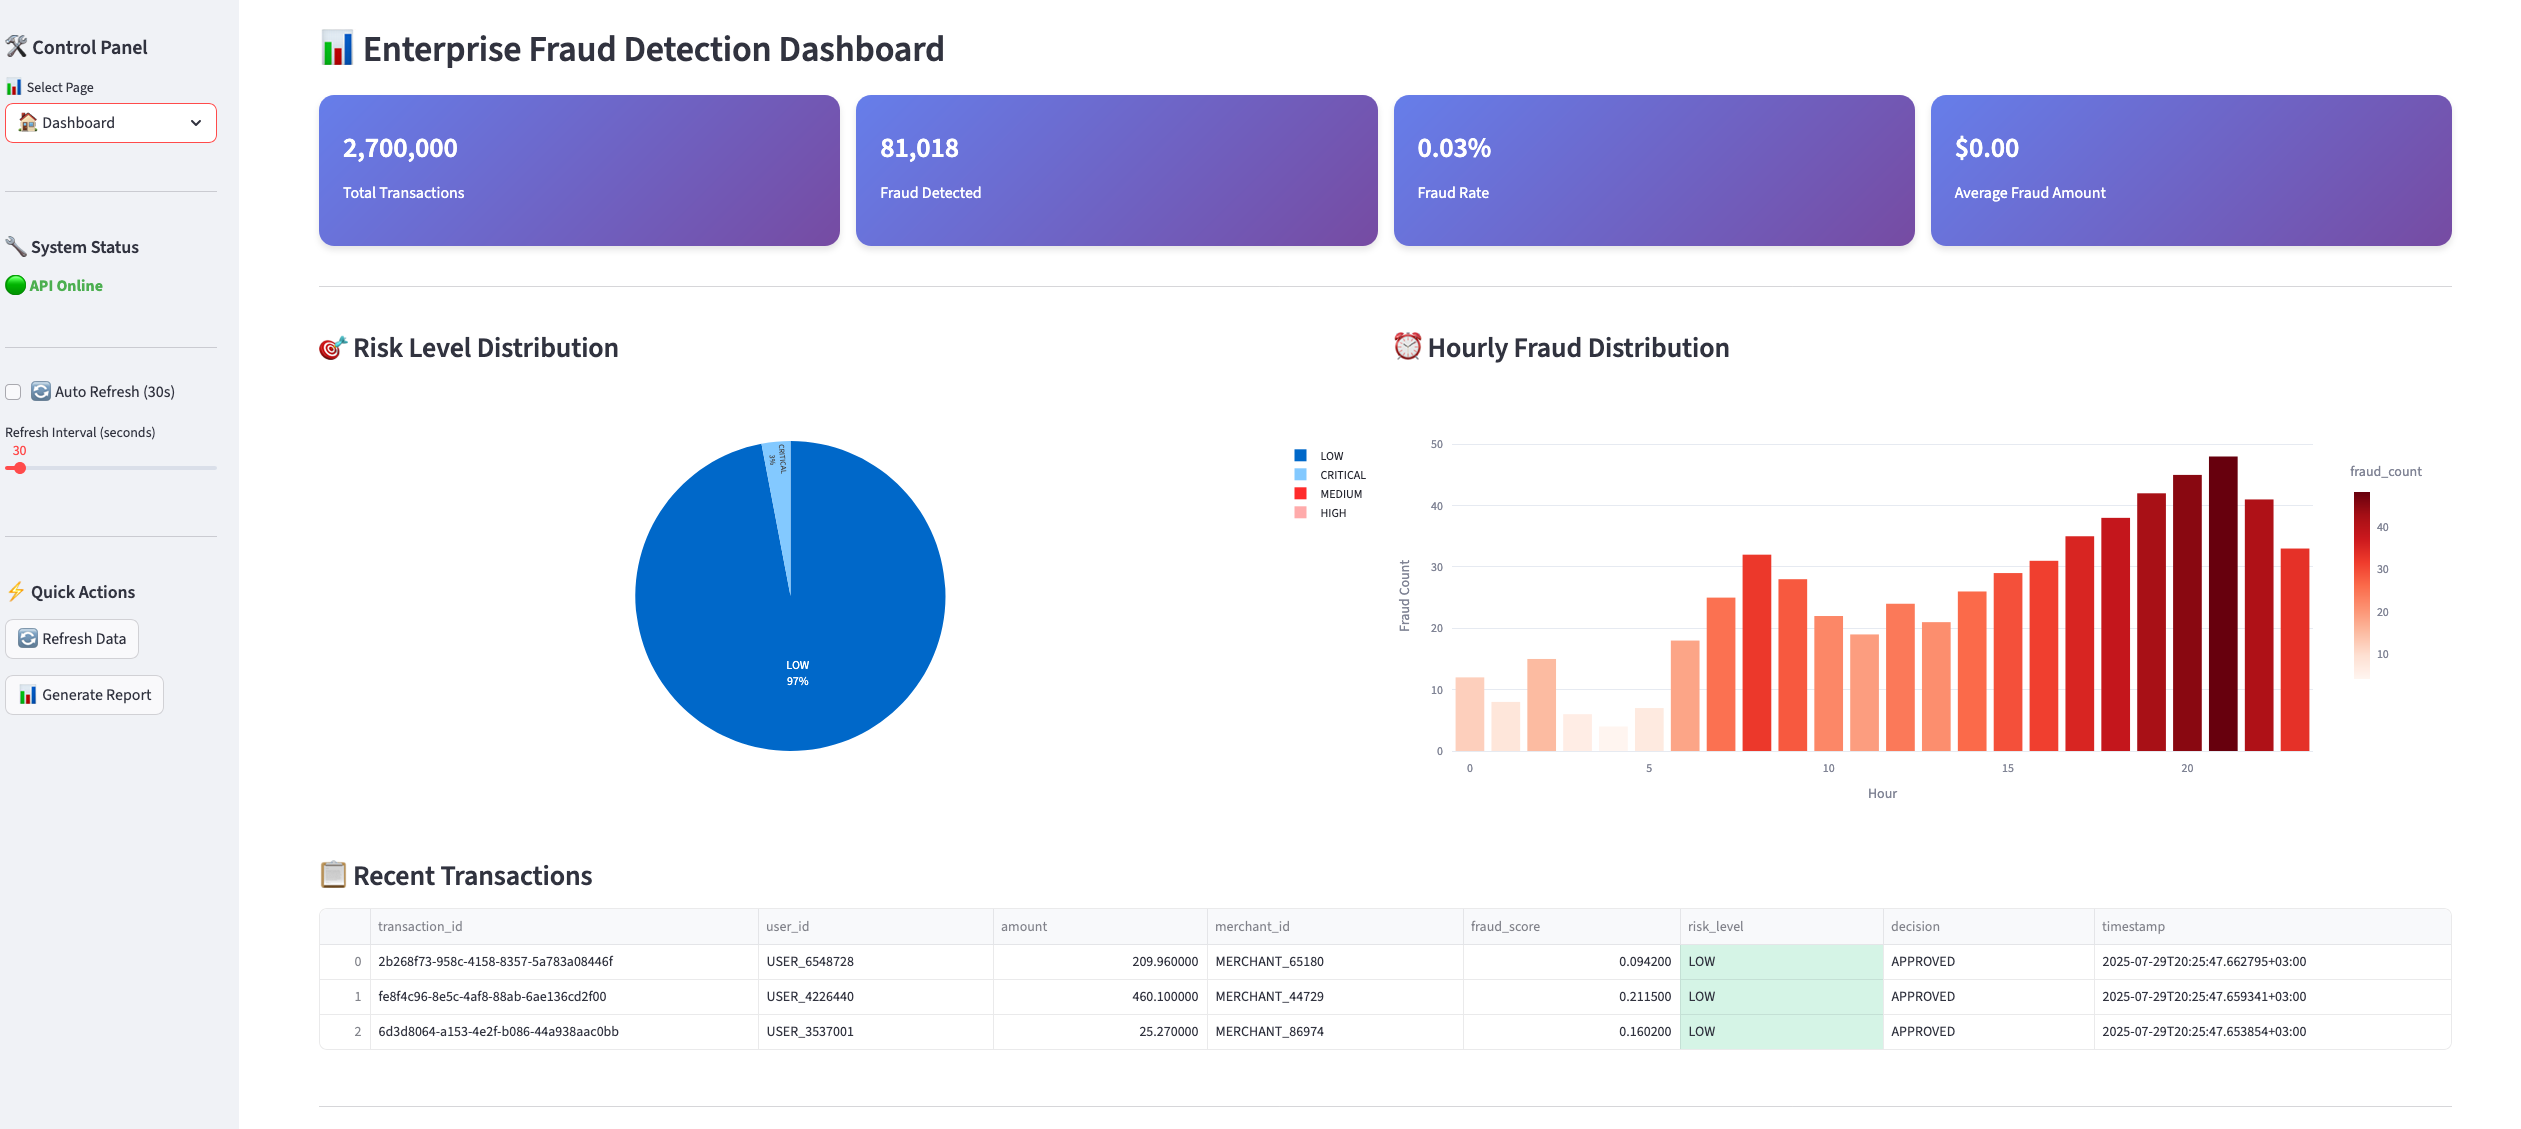 Control Panel
Select Page
Dashboard
System Status
API Online
Auto Refresh (30s)
Refresh Interval (seconds)
30
Quick Actions
Refresh Data
Generate Report
Enterprise Fraud Detection Dashboard
2,700,000
Total Transactions
81,018
Fraud Detected
0.03%
Fraud Rate
$0.00
Average Fraud Amount
Risk Level Distribution
CRITICAL
3%
LOW
97%
LOW
CRITICAL
MEDIUM
HIGH
Hourly Fraud Distribution
50
40
30
20
10
0
Fraud Count
0 5 10 15 20
Hour
fraud_count
40
30
20
10
Recent Transactions
transaction_id user_id amount merchant_id fraud_score risk_level decision timestamp
0 2b268f73-958c-4158-8357-5a783a08446f USER_6548728 209.960000 MERCHANT_65180 0.094200 LOW APPROVED 2025-07-29T20:25:47.662795+03:00
1 fe8f4c96-8e5c-4af8-88ab-6ae136cd2f00 USER_4226440 460.100000 MERCHANT_44729 0.211500 LOW APPROVED 2025-07-29T20:25:47.659341+03:00
2 6d3d8064-a153-4e2f-b086-44a938aac0bb USER_3537001 25.270000 MERCHANT_86974 0.160200 LOW APPROVED 2025-07-29T20:25:47.653854+03:00